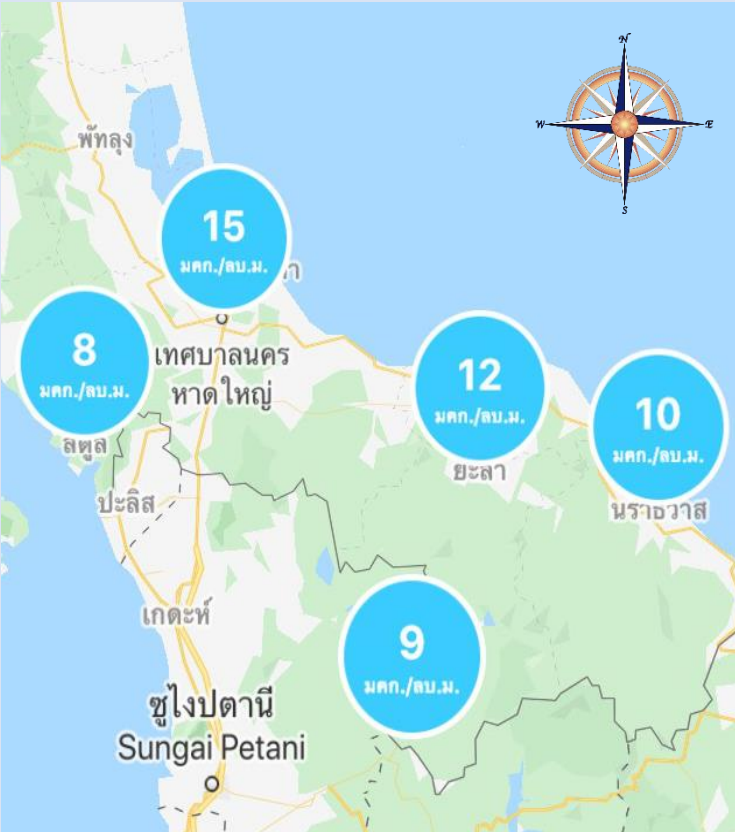 N
W
E
S
พัทลุง
15
มคก./ลบ.ม.
8
มคก./ลบ.ม.
เทศบาลนคร
หาดใหญ่
12
มคก./ลบ.ม.
10
มคก./ลบ.ม.
สตูล
ยะลา
ปะลิส
นราธิวาส
เกดะห์
9
มคก./ลบ.ม.
ซูไงปตานี
Sungai Petani